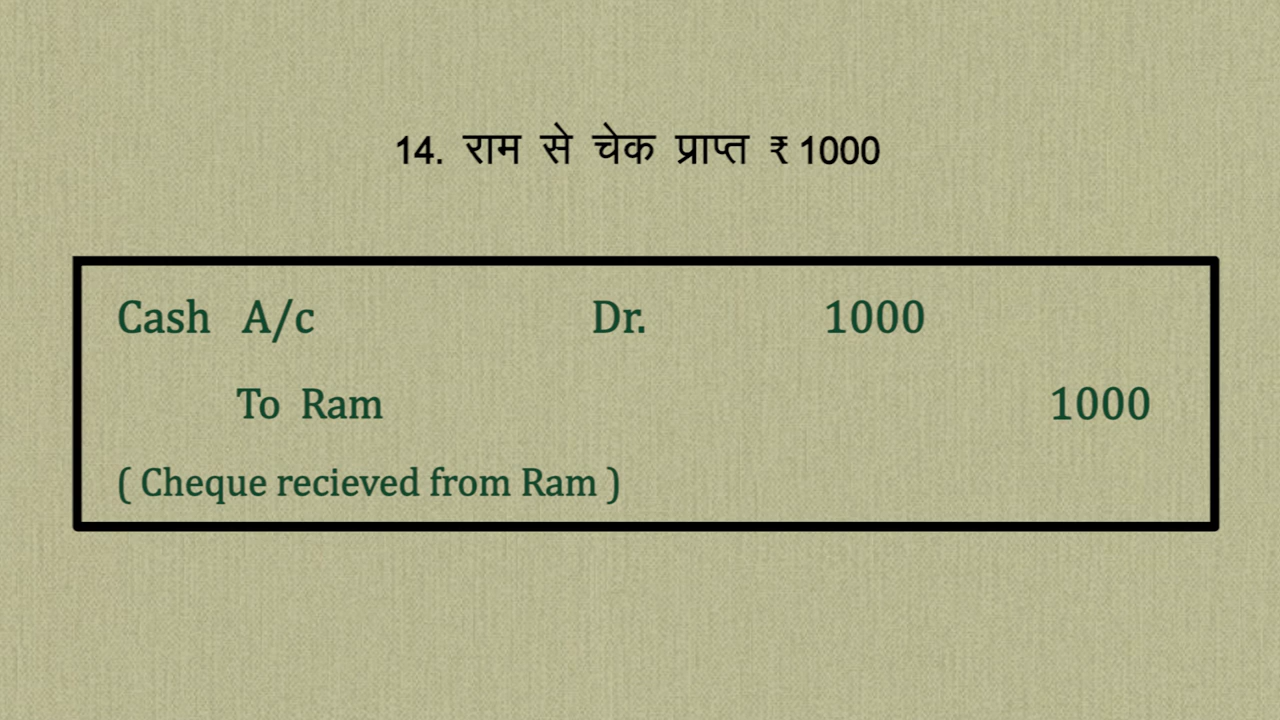 14. राम से चेक प्राप्त ₹ 1000
Cash A/c Dr. 1000
To Ram 1000
( Cheque recieved from Ram )